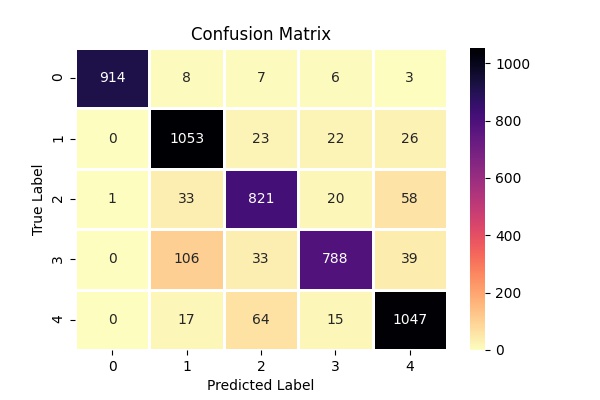 Confusion Matrix
0 914 8 7 6 3
1 0 1053 23 22 26
2 1 33 821 20 58
3 0 106 33 788 39
4 0 17 64 15 1047
0 1 2 3 4
Predicted Label
True Label
1000
800
600
400
200
0